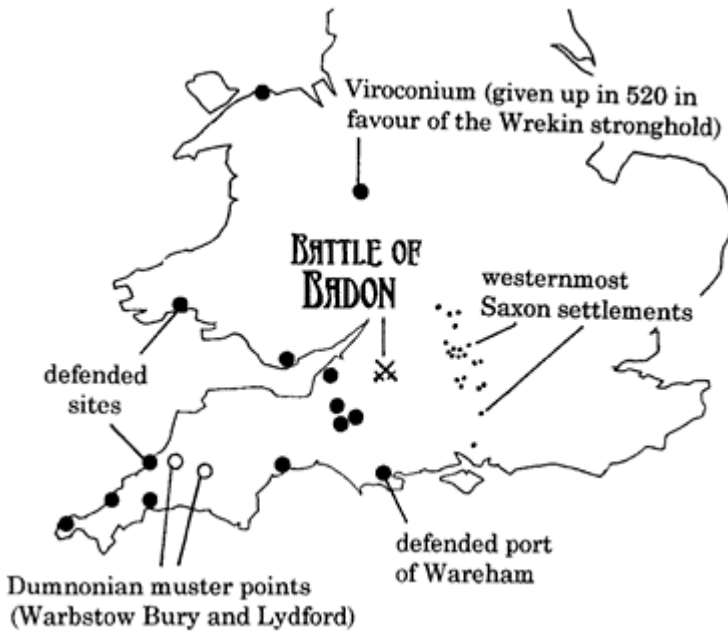 Viroconium (given up in 520 in
favour of the Wrekin stronghold)
BATTLE OF
BADON
westernmost
Saxon settlements
defended
sites
defended port
of Wareham
Dumnonian muster points
(Warbstow Bury and Lydford)